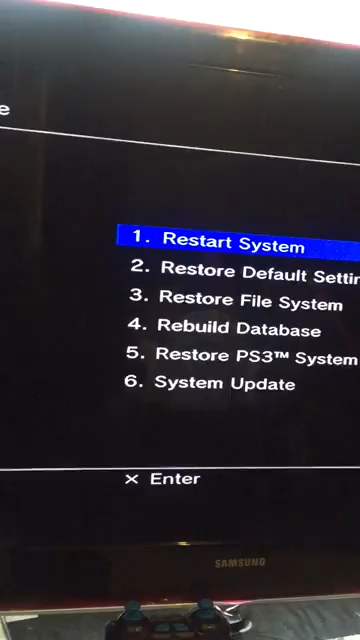 e
1. Restart System
2. Restore Default Settin
3. Restore File System
4. Rebuild Database
5. Restore PS3™ System
6. System Update
✕ Enter
SAMSUNG